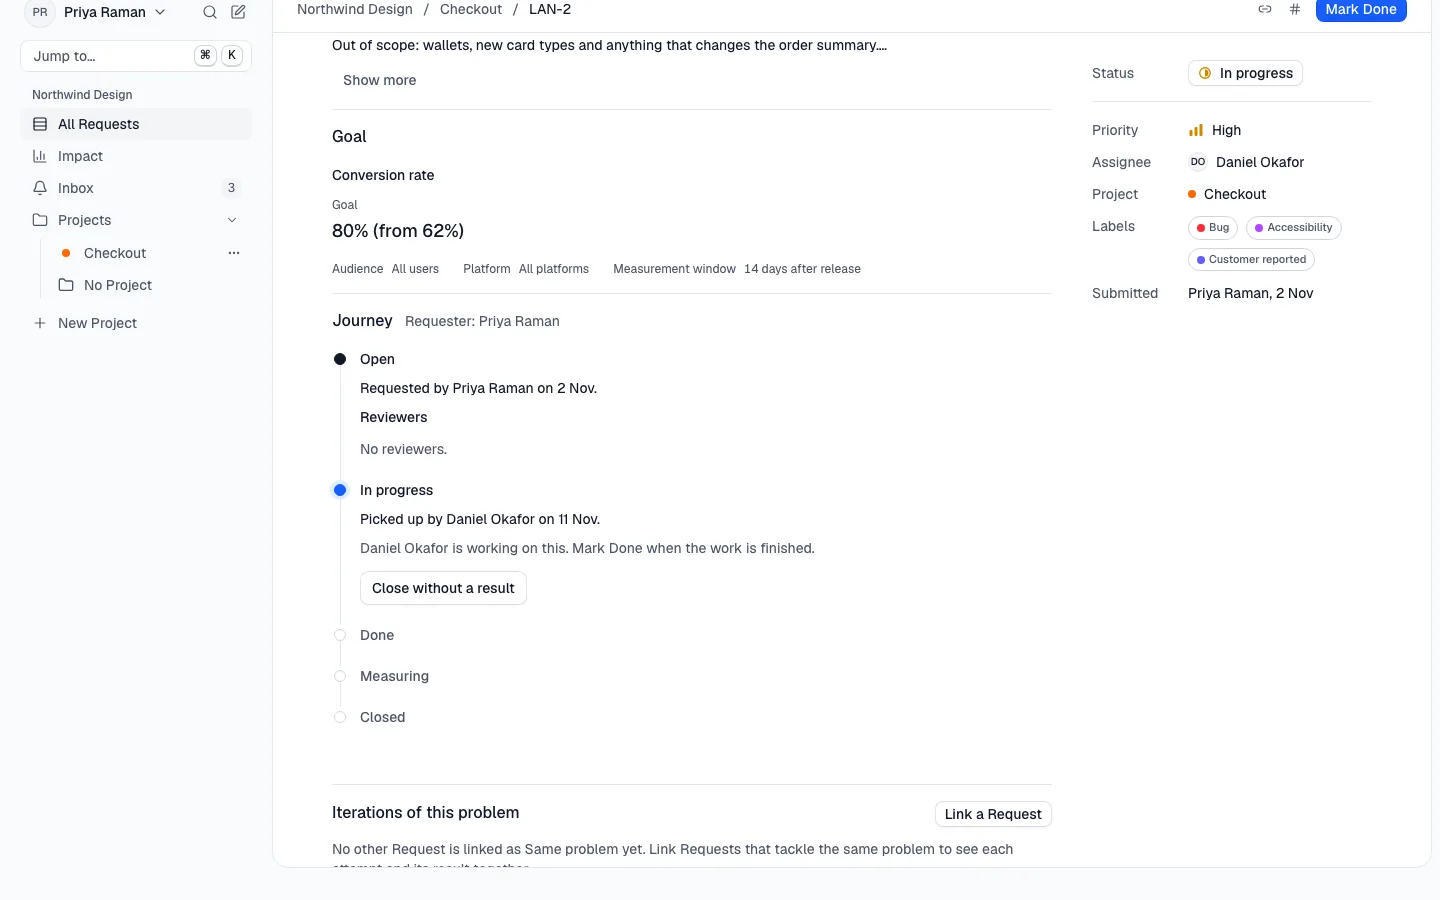 PR Priya Raman
Jump to... ⌘ K
Northwind Design
All Requests
Impact
Inbox 3
Projects
Checkout
No Project
New Project
Northwind Design / Checkout / LAN-2
Mark Done
Out of scope: wallets, new card types and anything that changes the order summary....
Show more
Goal
Conversion rate
Goal
80% (from 62%)
Audience All users Platform All platforms Measurement window 14 days after release
Journey Requester: Priya Raman
Open
Requested by Priya Raman on 2 Nov.
Reviewers
No reviewers.
In progress
Picked up by Daniel Okafor on 11 Nov.
Daniel Okafor is working on this. Mark Done when the work is finished.
Close without a result
Done
Measuring
Closed
Iterations of this problem
Link a Request
No other Request is linked as Same problem yet. Link Requests that tackle the same problem to see each
Status In progress
Priority High
Assignee DO Daniel Okafor
Project Checkout
Labels Bug Accessibility
Customer reported
Submitted Priya Raman, 2 Nov